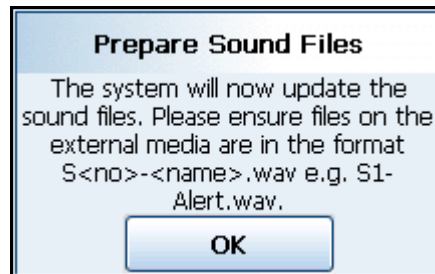 Prepare Sound Files
The system will now update the
sound files. Please ensure files on the
external media are in the format
S<no>-<name>.wav e.g. S1-
Alert.wav.
OK